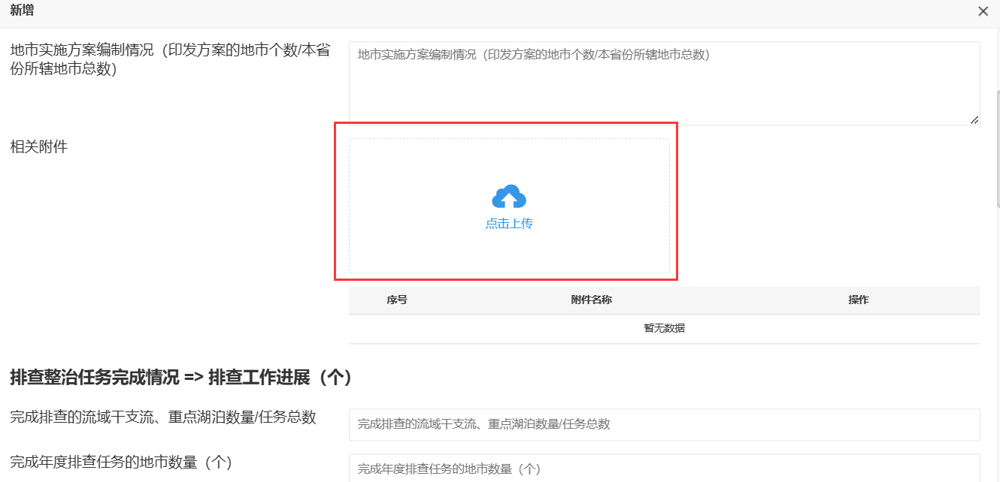 新增
地市实施方案编制情况（印发方案的地市个数/本省
份所辖地市总数）
地市实施方案编制情况（印发方案的地市个数/本省份所辖地市总数）
相关附件
点击上传
序号 附件名称 操作
暂无数据
排查整治任务完成情况 => 排查工作进展（个）
完成排查的流域干支流、重点湖泊数量/任务总数
完成排查的流域干支流、重点湖泊数量/任务总数
完成年度排查任务的地市数量（个）
完成年度排查任务的地市数量（个）